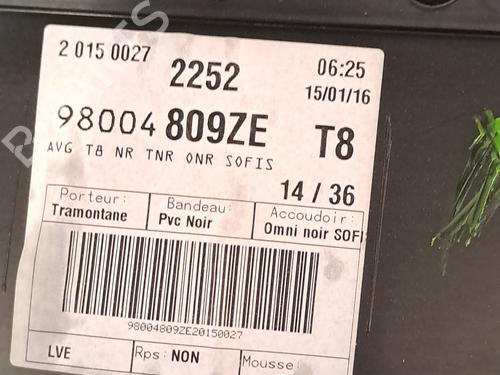 2 015 0027 2252 06:25
15/01/16
98004 809ZE T8
AVG T8 NR TNR ONR SOFIS
14 / 36
Porteur: Bandeau: Accoudoir:
Tramontane Pvc Noir Omni noir SOFIS
98004809ZE20150027
LVE Rps: NON Mousse: